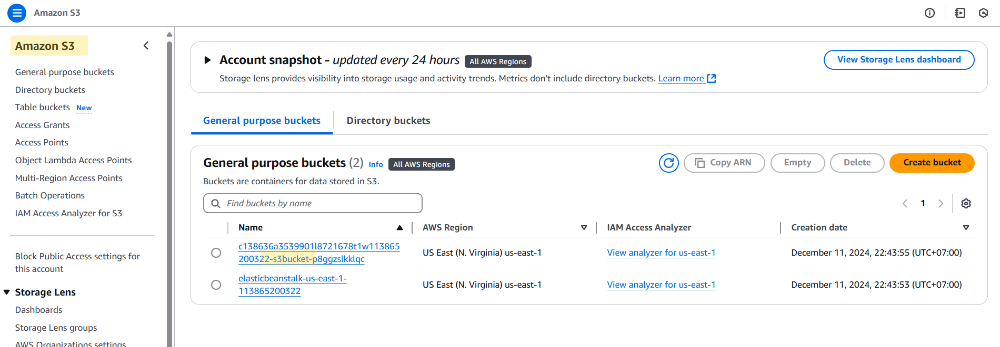 Amazon S3
Amazon S3
General purpose buckets
Directory buckets
Table buckets New
Access Grants
Access Points
Object Lambda Access Points
Multi-Region Access Points
Batch Operations
IAM Access Analyzer for S3
Block Public Access settings for
this account
Storage Lens
Dashboards
Storage Lens groups
AWS Organizations settings
Account snapshot - updated every 24 hours All AWS Regions
View Storage Lens dashboard
Storage lens provides visibility into storage usage and activity trends. Metrics don't include directory buckets. Learn more
General purpose buckets Directory buckets
General purpose buckets (2) Info All AWS Regions
Copy ARN Empty Delete Create bucket
Buckets are containers for data stored in S3.
Find buckets by name
1
Name AWS Region IAM Access Analyzer Creation date
c138636a3539901l8721678t1w113865
200322-s3bucket-p8ggzslkklqc
US East (N. Virginia) us-east-1 View analyzer for us-east-1 December 11, 2024, 22:43:55 (UTC+07:00)
elasticbeanstalk-us-east-1-
113865200322
US East (N. Virginia) us-east-1 View analyzer for us-east-1 December 11, 2024, 22:43:53 (UTC+07:00)